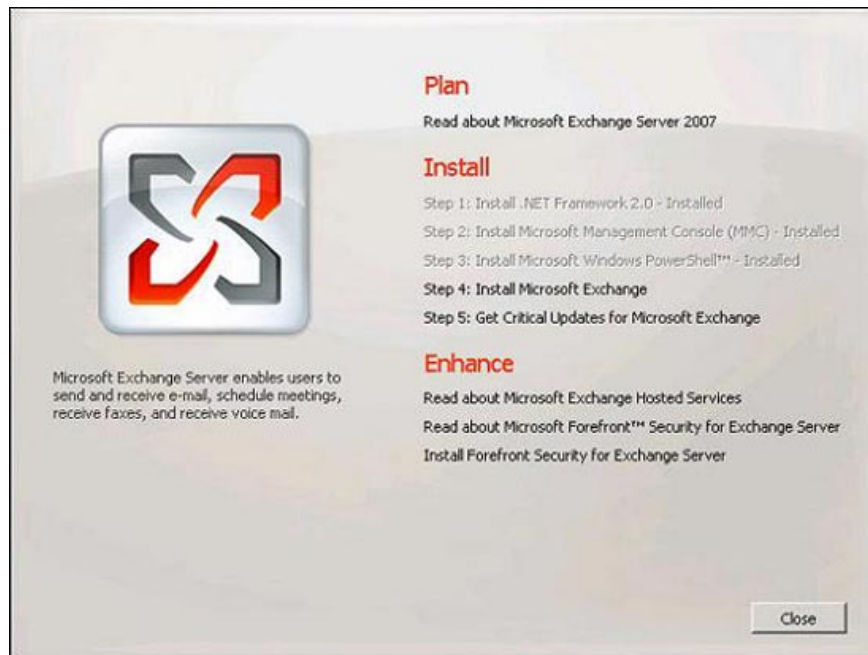 Plan
Read about Microsoft Exchange Server 2007
Install
Step 1: Install .NET Framework 2.0 - Installed
Step 2: Install Microsoft Management Console (MMC) - Installed
Step 3: Install Microsoft Windows PowerShell™ - Installed
Step 4: Install Microsoft Exchange
Step 5: Get Critical Updates for Microsoft Exchange
Enhance
Read about Microsoft Exchange Hosted Services
Read about Microsoft Forefront™ Security for Exchange Server
Install Forefront Security for Exchange Server
Microsoft Exchange Server enables users to
send and receive e-mail, schedule meetings,
receive faxes, and receive voice mail.
Close